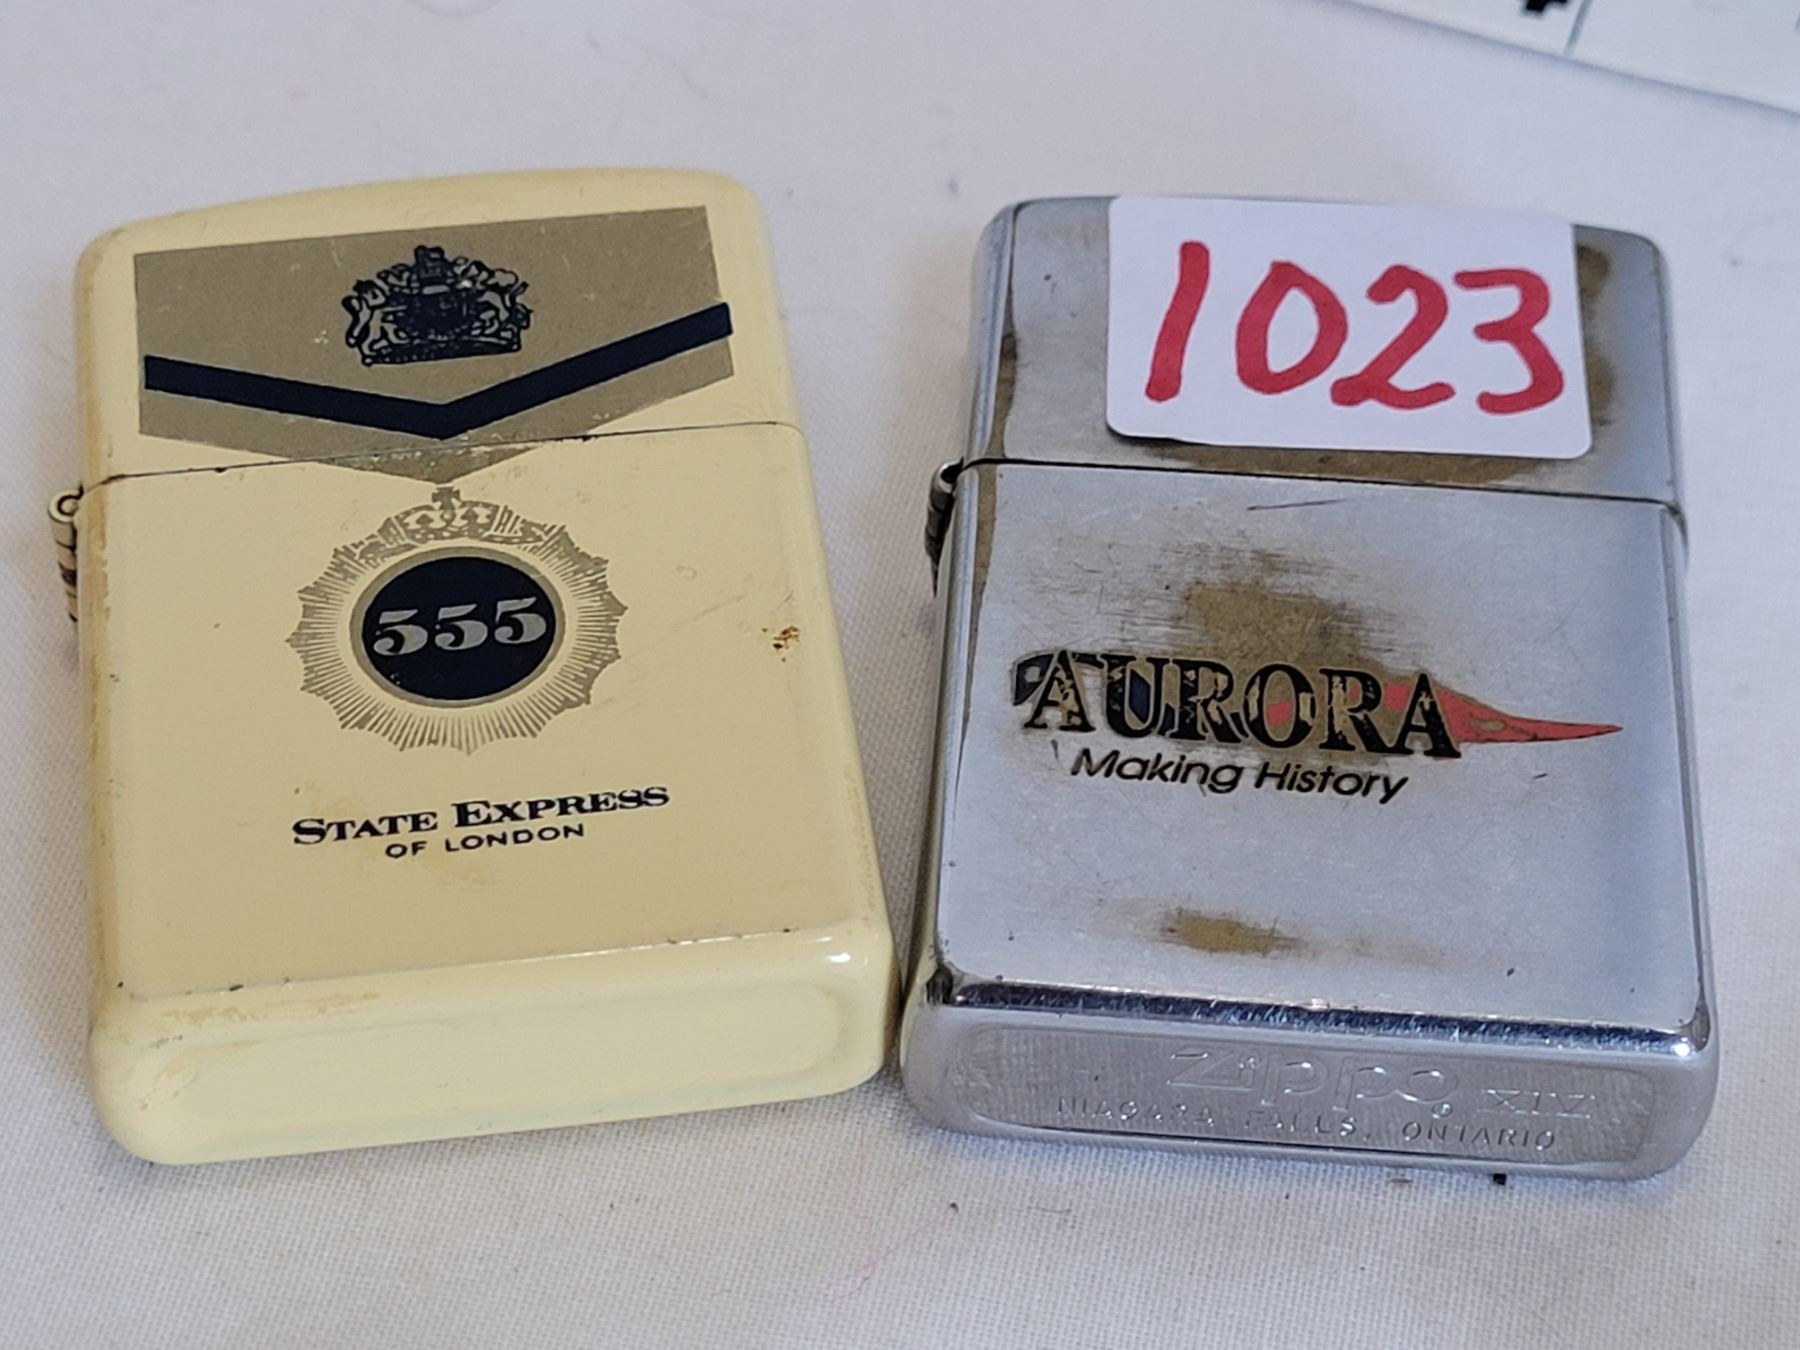 555
STATE EXPRESS
OF LONDON
1023
AURORA
Making History
Zippo ® XIV
NIAGARA FALLS, ONTARIO